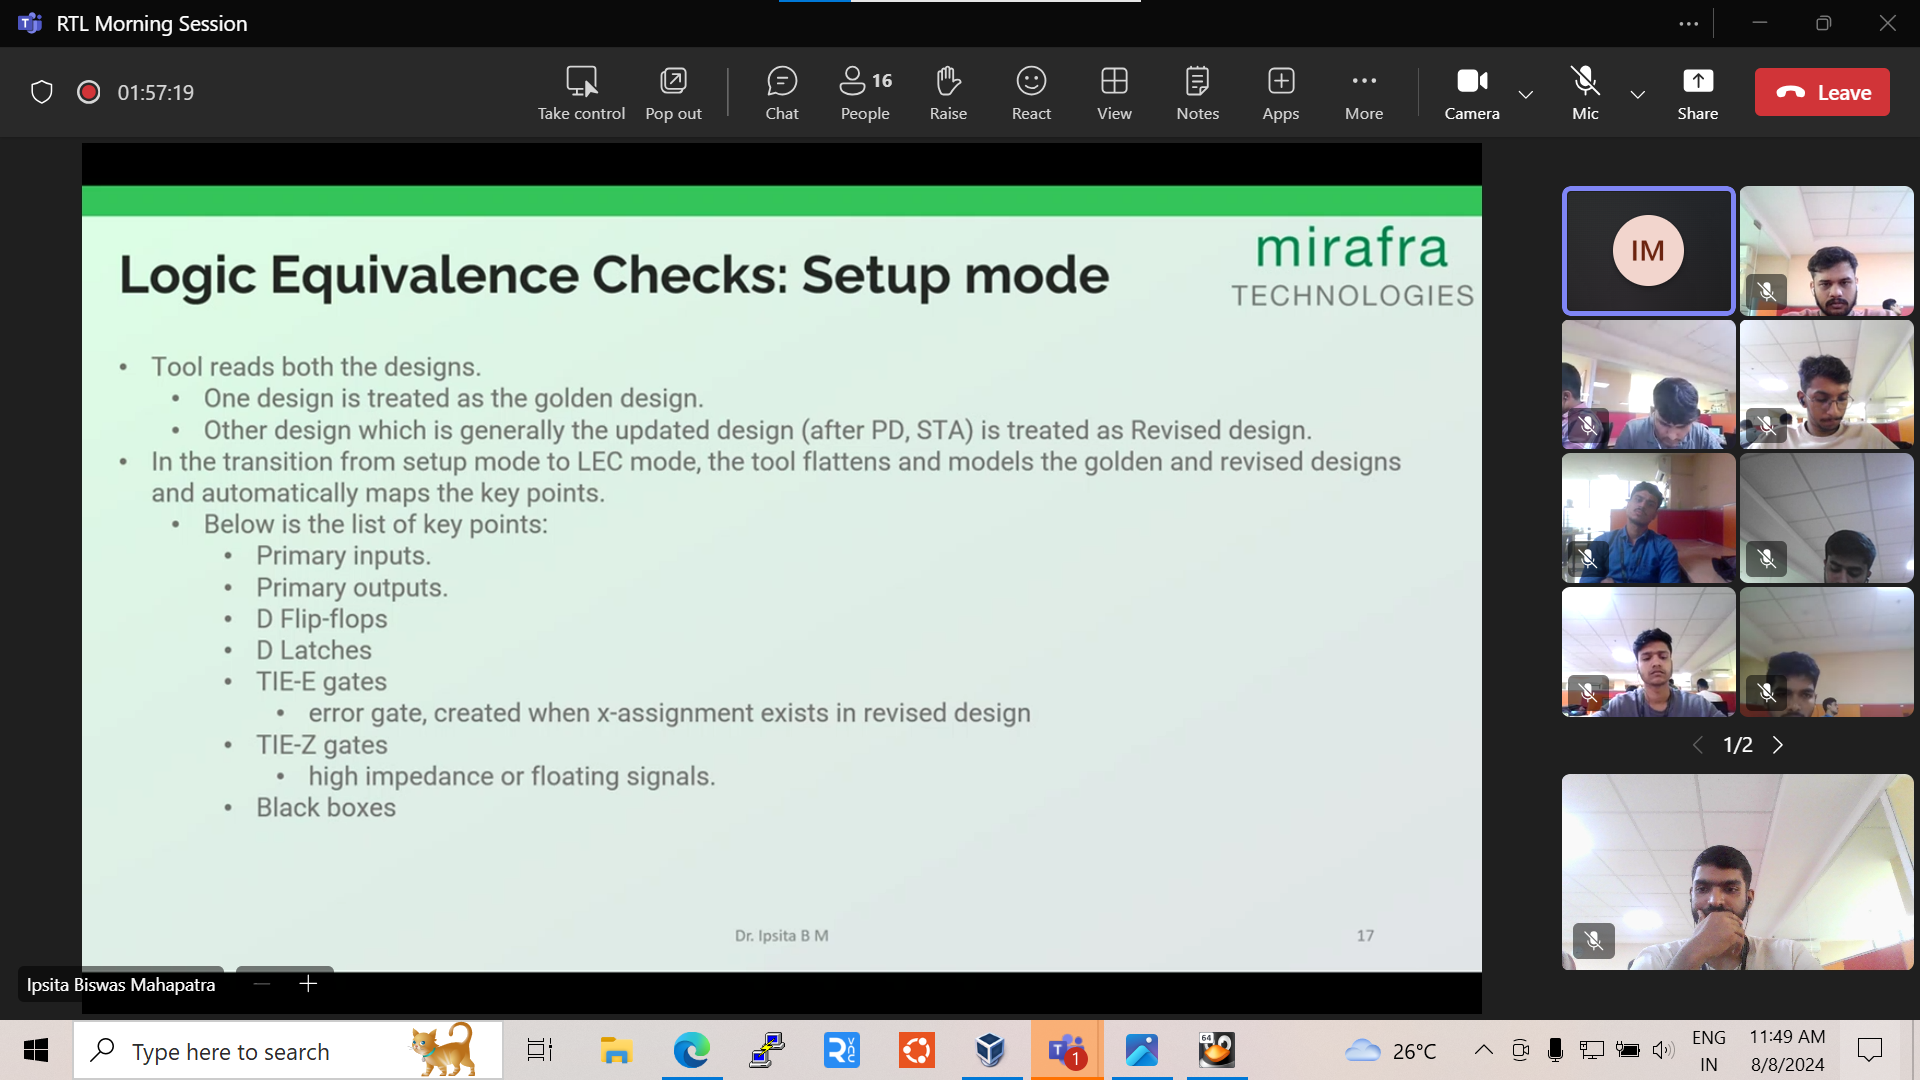 RTL Morning Session
01:57:19
Take control
Pop out
Chat
16
People
Raise
React
View
Notes
Apps
More
Camera
Mic
Share
Leave
Logic Equivalence Checks: Setup mode
mirafra
TECHNOLOGIES
• Tool reads both the designs.
• One design is treated as the golden design.
• Other design which is generally the updated design (after PD, STA) is treated as Revised design.
• In the transition from setup mode to LEC mode, the tool flattens and models the golden and revised designs
and automatically maps the key points.
• Below is the list of key points:
• Primary inputs.
• Primary outputs.
• D Flip-flops
• D Latches
• TIE-E gates
• error gate, created when x-assignment exists in revised design
• TIE-Z gates
• high impedance or floating signals.
• Black boxes
Dr. Ipsita B M
17
IM
1/2
Ipsita Biswas Mahapatra
Type here to search
1
64
26°C
ENG
IN
11:49 AM
8/8/2024